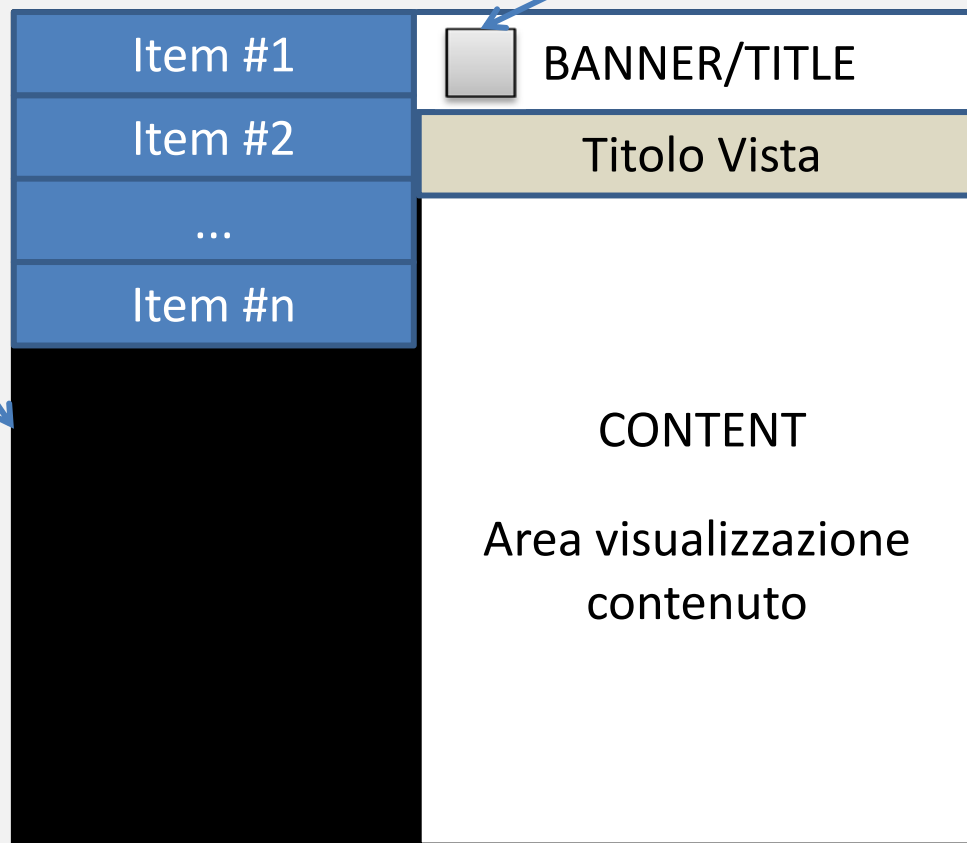 Item #1
Item #2
...
Item #n
BANNER/TITLE
Titolo Vista
CONTENT
Area visualizzazione
contenuto